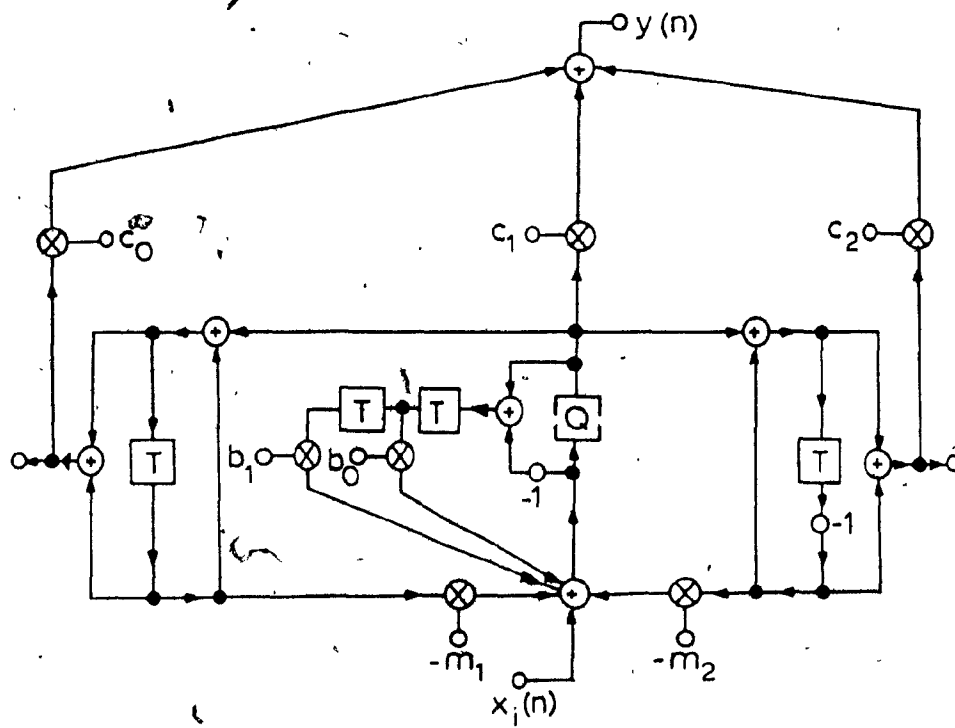 y(n)
+
c0
c1
c2
+
+
T
T
Q
b1
b0
+
-1
+
T
T
+
-1
+
-m1
-m2
xi(n)